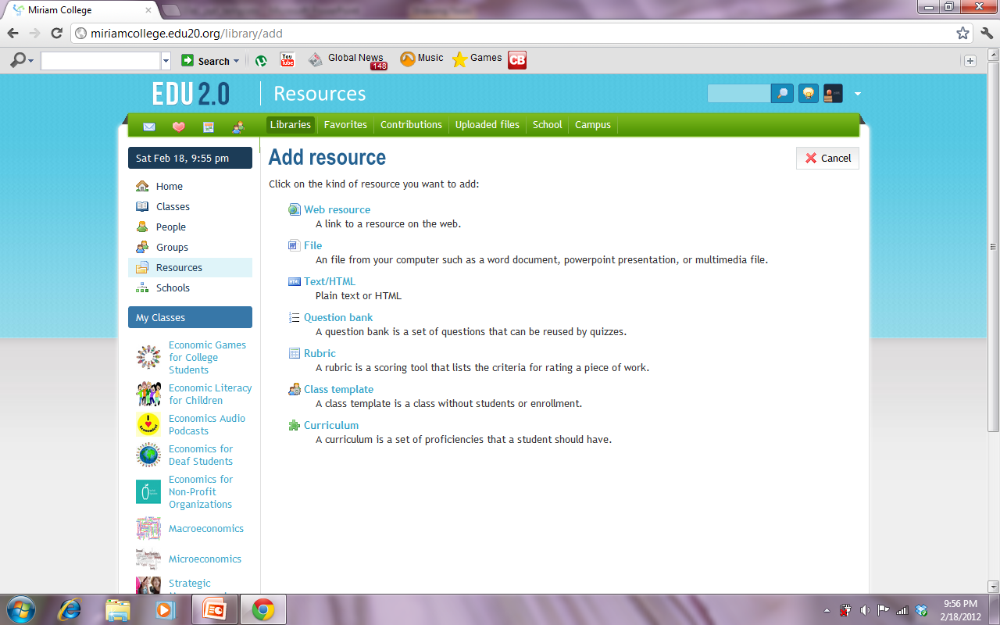 Miriam College
miriamcollege.edu20.org/library/add
Search
You
Tube
Global News
148
Music
Games
CB
EDU 2.0
Resources
Libraries
Favorites
Contributions
Uploaded files
School
Campus
Sat Feb 18, 9:55 pm
Home
Classes
People
Groups
Resources
Schools
My Classes
Economic Games
for College
Students
Economic Literacy
for Children
Economics Audio
Podcasts
Economics for
Deaf Students
Economics for
Non-Profit
Organizations
Macroeconomics
Microeconomics
Strategic
Add resource
Cancel
Click on the kind of resource you want to add:
Web resource
A link to a resource on the web.
File
An file from your computer such as a word document, powerpoint presentation, or multimedia file.
HTML
Text/HTML
Plain text or HTML
Question bank
A question bank is a set of questions that can be reused by quizzes.
Rubric
A rubric is a scoring tool that lists the criteria for rating a piece of work.
Class template
A class template is a class without students or enrollment.
Curriculum
A curriculum is a set of proficiencies that a student should have.
9:56 PM
2/18/2012